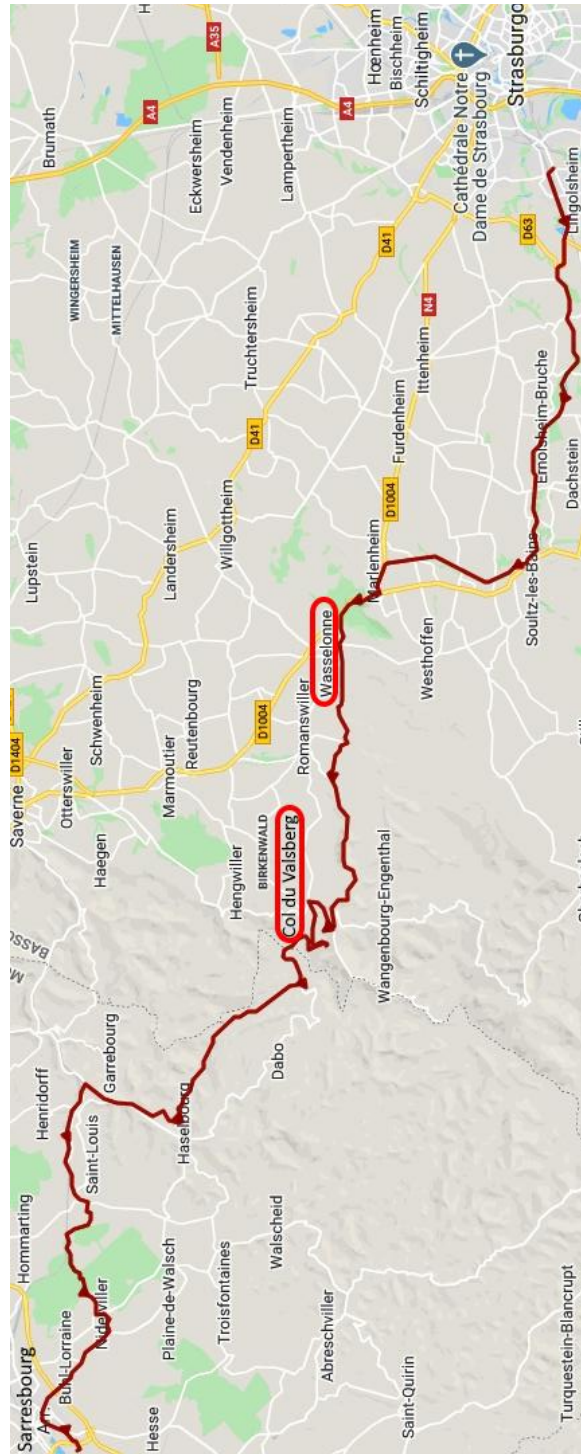 Sarresbourg
Arr.
Hommarting
Henridorff
Saverne
D1404
Lupstein
Brumath
A35
Buhl-Lorraine
Saint-Louis
Garrebourg
Otterswiller
Schwenheim
WINGERSHEIM
MITTELHAUSEN
A4
Niderviller
Haegen
Landersheim
Eckwersheim
Hesse
Plaine-de-Walsch
Haselbourg
Marmoutier
Reutenbourg
Willgottheim
Vendenheim
Troisfontaines
Hengwiller
Truchtersheim
D41
Walscheid
Dabo
BIRKENWALD
D1004
Lampertheim
Abreschviller
Col du Valsberg
Romanswiller
Wasselonne
A4
Saint-Quirin
Wangenbourg-Engenthal
Marlenheim
D1004
Furdenheim
Ittenheim
D41
N4
Hœnheim
Bischheim
Schiltigheim
Westhoffen
Cathédrale Notre
Dame de Strasbourg
Strasbourg
Turquestein-Blancrupt
Soultz-les-Bains
Ernolsheim-Bruche
D63
Dachstein
Lingolsheim